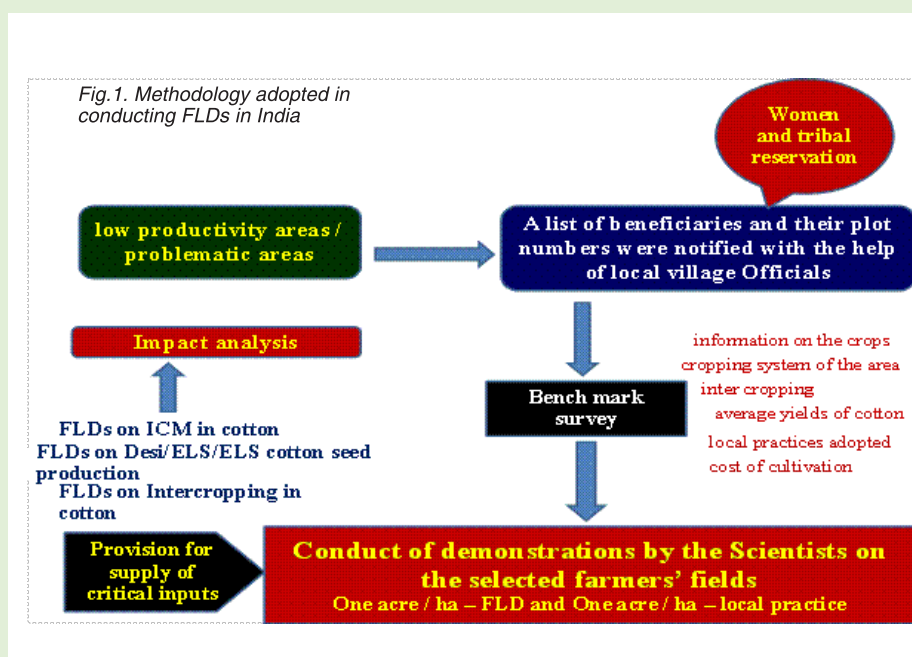 Fig.1. Methodology adopted in
conducting FLDs in India
Women
and tribal
reservation
low productivity areas /
problematic areas
A list of beneficiaries and their plot
numbers were notified with the help
of local village Officials
Impact analysis
information on the crops
cropping system of the area
inter cropping
average yields of cotton
local practices adopted
cost of cultivation
Bench mark
survey
FLDs on ICM in cotton
FLDs on Desi/ELS/ELS cotton seed
production
FLDs on Intercropping in
cotton
Provision for
supply of
critical inputs
Conduct of demonstrations by the Scientists on
the selected farmers' fields
One acre / ha – FLD and One acre / ha – local practice